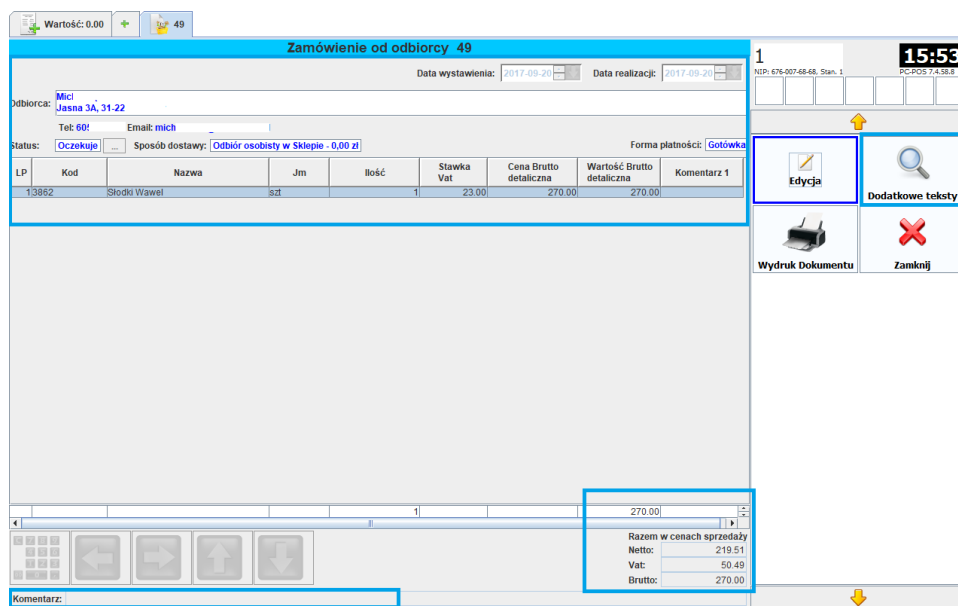 Wartość: 0.00 + 49
Zamówienie od odbiorcy 49
Data wystawienia: 2017-09-20 Data realizacji: 2017-09-20
Odbiorca: Micl
Jasna 3A, 31-22
Tel: Email: mich
Status: Oczekuje ... Sposób dostawy: Odbiór osobisty w Sklepie - 0,00 zł Forma płatności: Gotówka
LP Kod Nazwa Jm Ilość Stawka Vat Cena Brutto detaliczna Wartość Brutto detaliczna Komentarz 1
1 3862 Słodki Wawel szt 1 23.00 270.00 270.00
1 270.00
Razem w cenach sprzedaży
Netto: 219.51
Vat: 50.49
Brutto: 270.00
Komentarz:
1 15:53
NIP: 676-007-68-68, Stan. 1 PC-POS 7.4.58.8
Edycja
Dodatkowe teksty
Wydruk Dokumentu
Zamknij